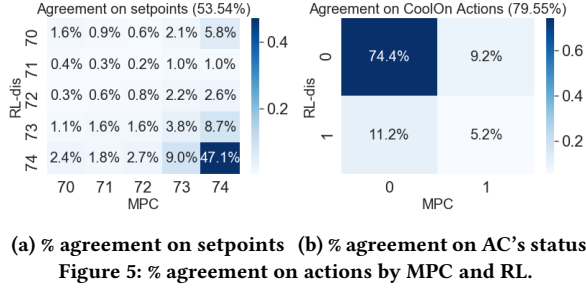 Agreement on setpoints (53.54%)
70 1.6% 0.9% 0.6% 2.1% 5.8%
71 0.4% 0.3% 0.2% 1.0% 1.0%
72 0.3% 0.6% 0.8% 2.2% 2.6%
73 1.1% 1.6% 1.6% 3.8% 8.7%
74 2.4% 1.8% 2.7% 9.0% 47.1%
RL-dis
70 71 72 73 74
MPC
0.4
0.2
Agreement on CoolOn Actions (79.55%)
0 74.4% 9.2%
1 11.2% 5.2%
RL-dis
0 1
MPC
0.6
0.4
0.2
(a) % agreement on setpoints (b) % agreement on AC's status
Figure 5: % agreement on actions by MPC and RL.